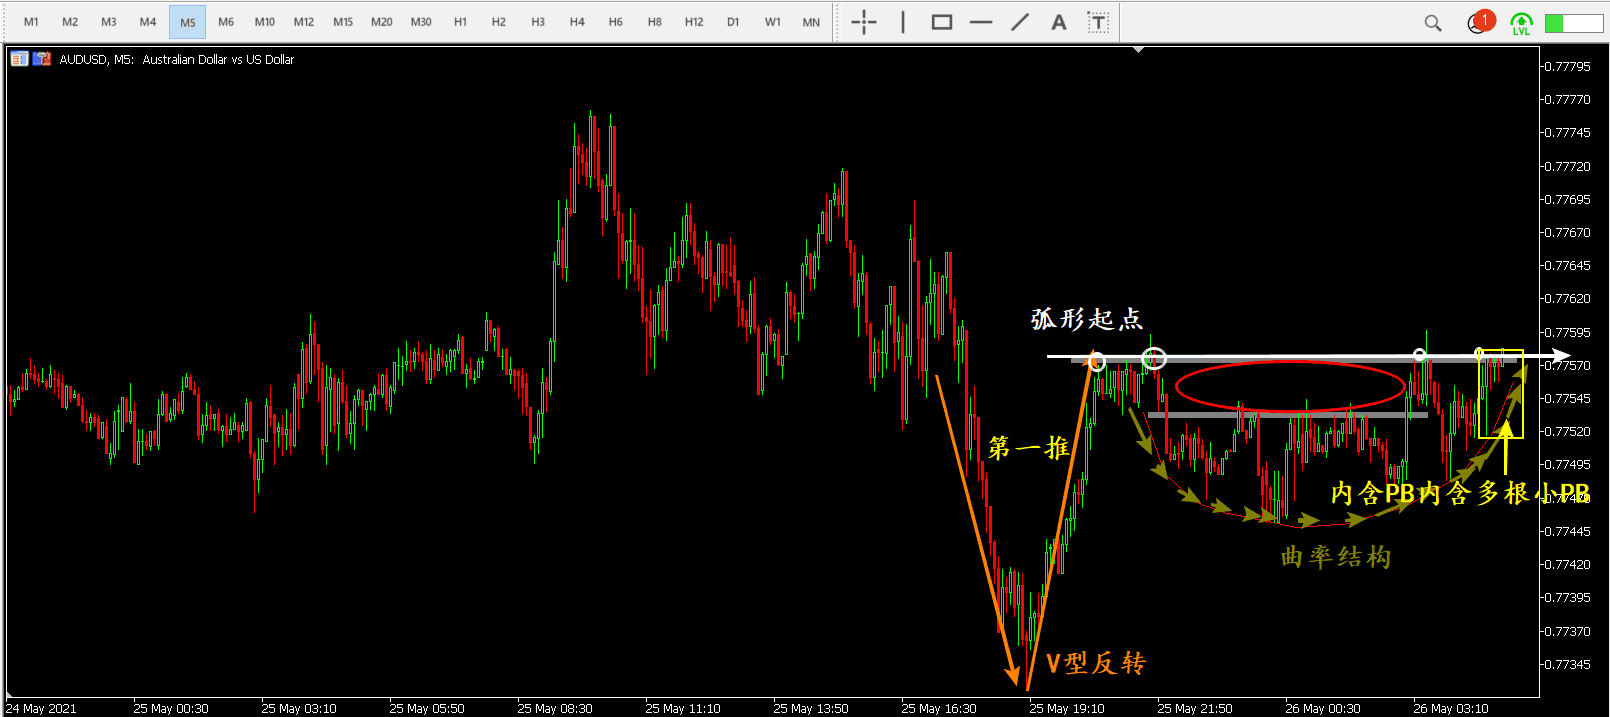 M1 M2 M3 M4 M5 M6 M10 M12 M15 M20 M30 H1 H2 H3 H4 H6 H8 H12 D1 W1 MN
A T 1
LVL
AUDUSD, M5: Australian Dollar vs US Dollar
0.77795
0.77770
0.77745
0.77720
0.77695
0.77670
0.77645
0.77620
弧形起点
0.77595
0.77570
0.77545
0.77520
第一推
0.77495
内含PB内含多根小PB
0.77470
0.77445
曲率结构
0.77420
0.77395
0.77370
V型反转
0.77345
24 May 2021 25 May 00:30 25 May 03:10 25 May 05:50 25 May 08:30 25 May 11:10 25 May 13:50 25 May 16:30 25 May 19:10 25 May 21:50 26 May 00:30 26 May 03:10